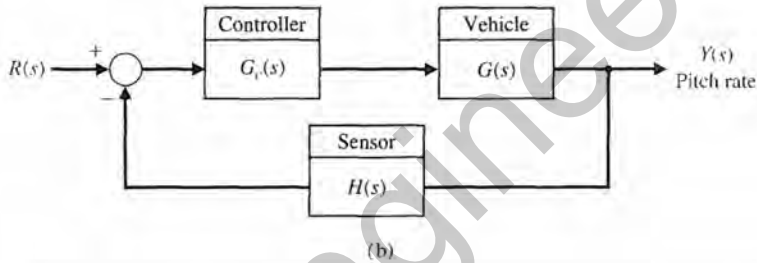 Controller
Vehicle
R(s)
+
G_c(s)
G(s)
Y(s)
Pitch rate
−
Sensor
H(s)
(b)